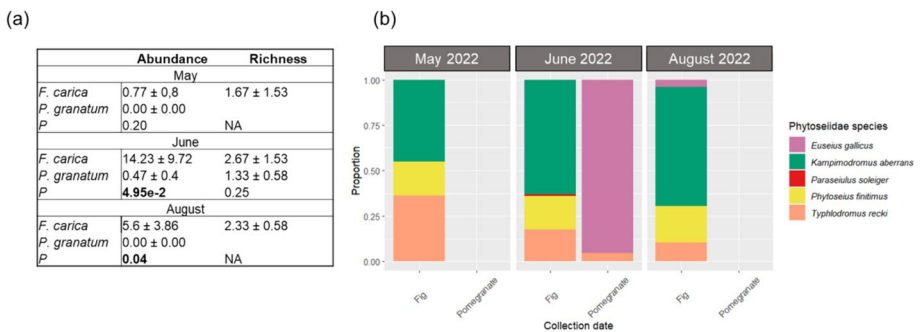 (a)
Abundance Richness
May
F. carica 0.77 ± 0,8 1.67 ± 1.53
P. granatum 0.00 ± 0.00
P 0.20 NA
June
F. carica 14.23 ± 9.72 2.67 ± 1.53
P. granatum 0.47 ± 0.4 1.33 ± 0.58
P 4.95e-2 0.25
August
F. carica 5.6 ± 3.86 2.33 ± 0.58
P. granatum 0.00 ± 0.00
P 0.04 NA
(b)
May 2022 June 2022 August 2022
1.00
0.75
0.50
0.25
0.00
Proportion
Fig Pomegranate Fig Pomegranate Fig Pomegranate
Collection date
Phytoseiidae species
Euseius gallicus
Kampimodromus aberrans
Paraseiulus soleiger
Phytoseius finitimus
Typhlodromus recki